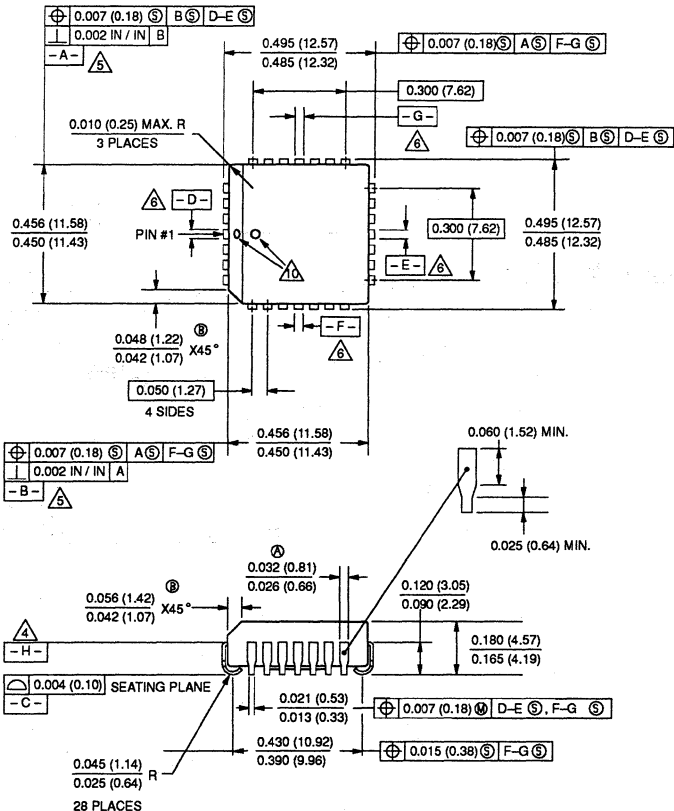 ⌖ 0.007 (0.18) Ⓢ B Ⓢ D–E Ⓢ
⊥ 0.002 IN / IN B
– A –
5
0.495 (12.57)
0.485 (12.32)
⌖ 0.007 (0.18) Ⓢ A Ⓢ F–G Ⓢ
0.300 (7.62)
– G –
6
0.010 (0.25) MAX. R
3 PLACES
⌖ 0.007 (0.18) Ⓢ B Ⓢ D–E Ⓢ
6
– D –
0.456 (11.58)
0.450 (11.43)
PIN #1
10
0.300 (7.62)
0.495 (12.57)
0.485 (12.32)
– E –
6
– F –
6
Ⓑ
0.048 (1.22)
0.042 (1.07)
X45°
0.050 (1.27)
4 SIDES
0.456 (11.58)
0.450 (11.43)
⌖ 0.007 (0.18) Ⓢ A Ⓢ F–G Ⓢ
⊥ 0.002 IN / IN A
– B –
5
0.060 (1.52) MIN.
0.025 (0.64) MIN.
Ⓐ
0.032 (0.81)
0.026 (0.66)
Ⓑ
0.056 (1.42)
0.042 (1.07)
X45°
0.120 (3.05)
0.090 (2.29)
0.180 (4.57)
0.165 (4.19)
4
– H –
⌓ 0.004 (0.10) SEATING PLANE
– C –
0.021 (0.53)
0.013 (0.33)
⌖ 0.007 (0.18) Ⓜ D–E Ⓢ, F–G Ⓢ
0.430 (10.92)
0.390 (9.96)
⌖ 0.015 (0.38) Ⓢ F–G Ⓢ
0.045 (1.14)
0.025 (0.64)
R
28 PLACES